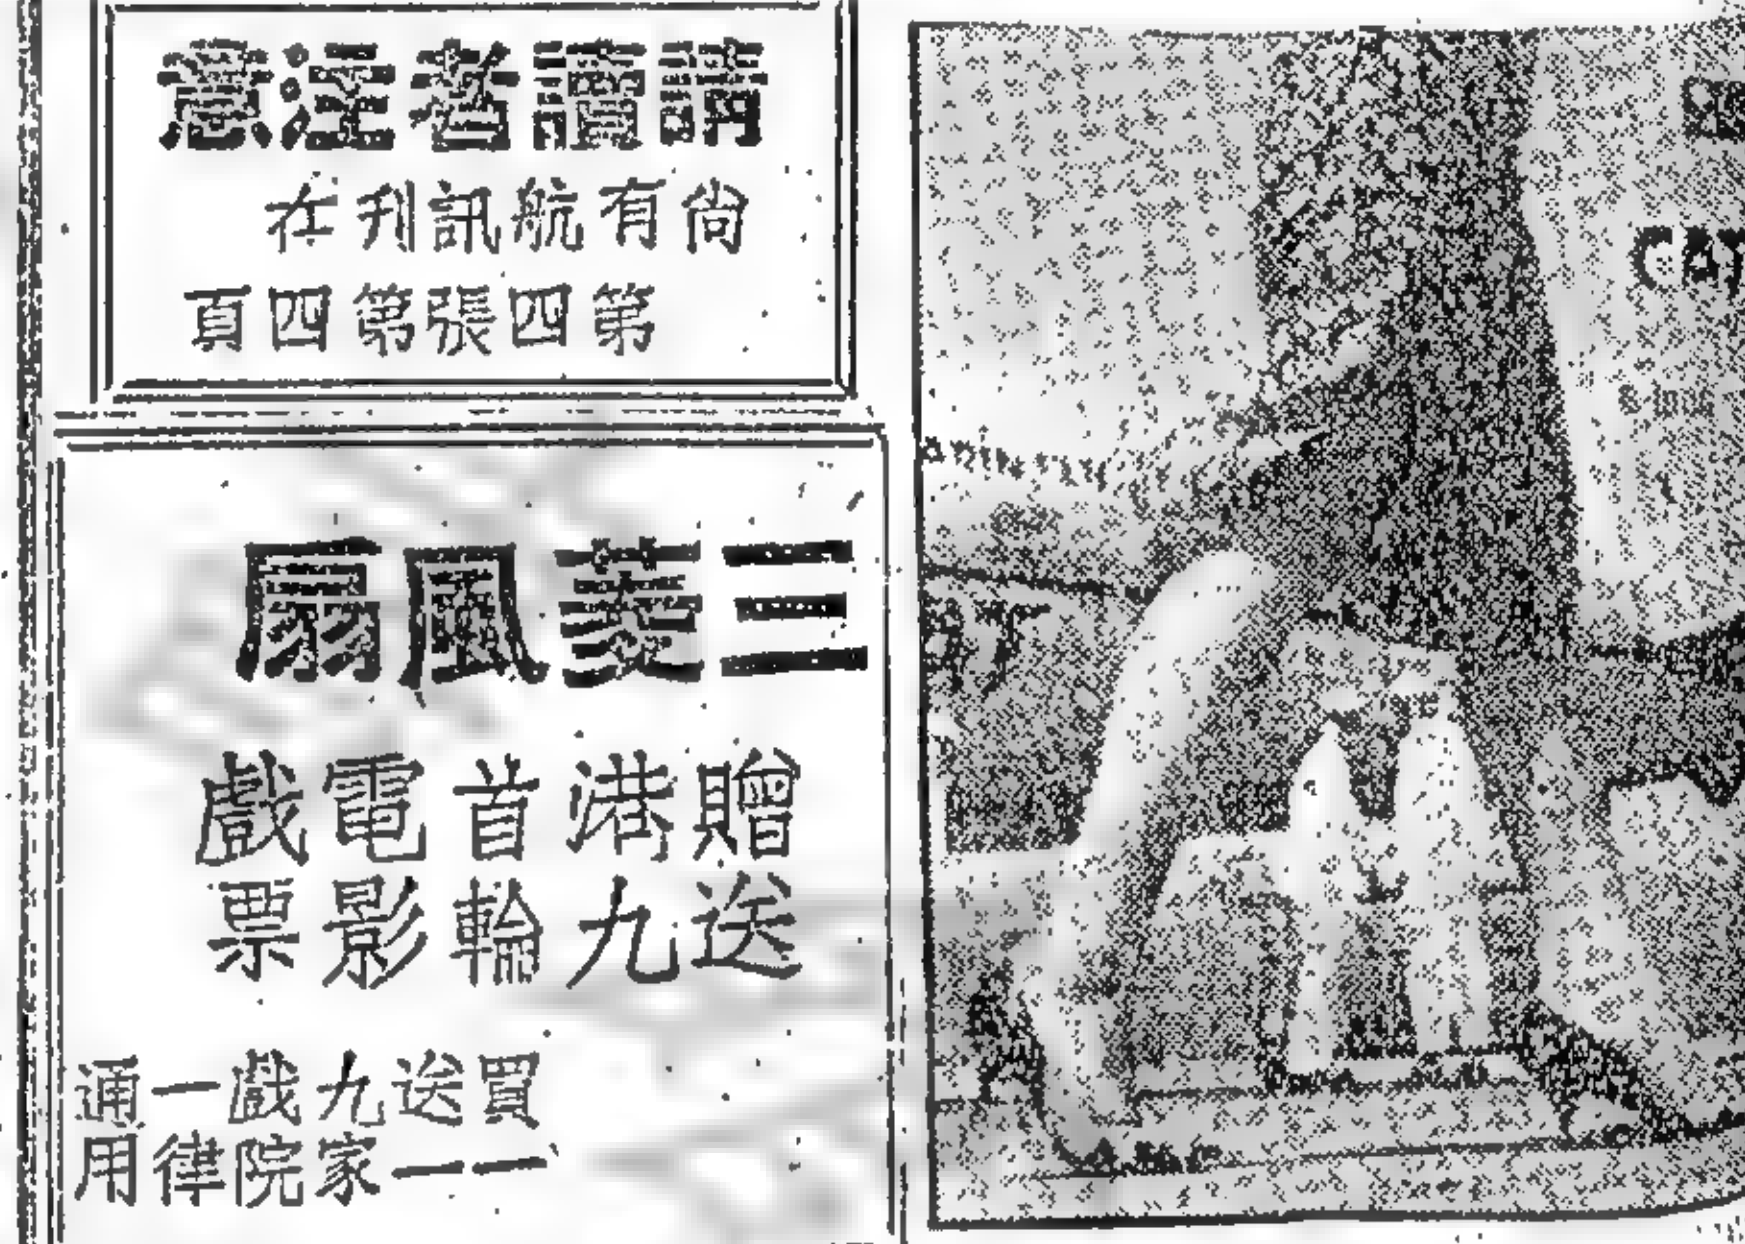 請讀者注意
尚有航訊刊在
第四張第四頁
三菱風扇
贈送
港九
首輪
電影
戲票
買一
送一
九家
戲院
一律
通用